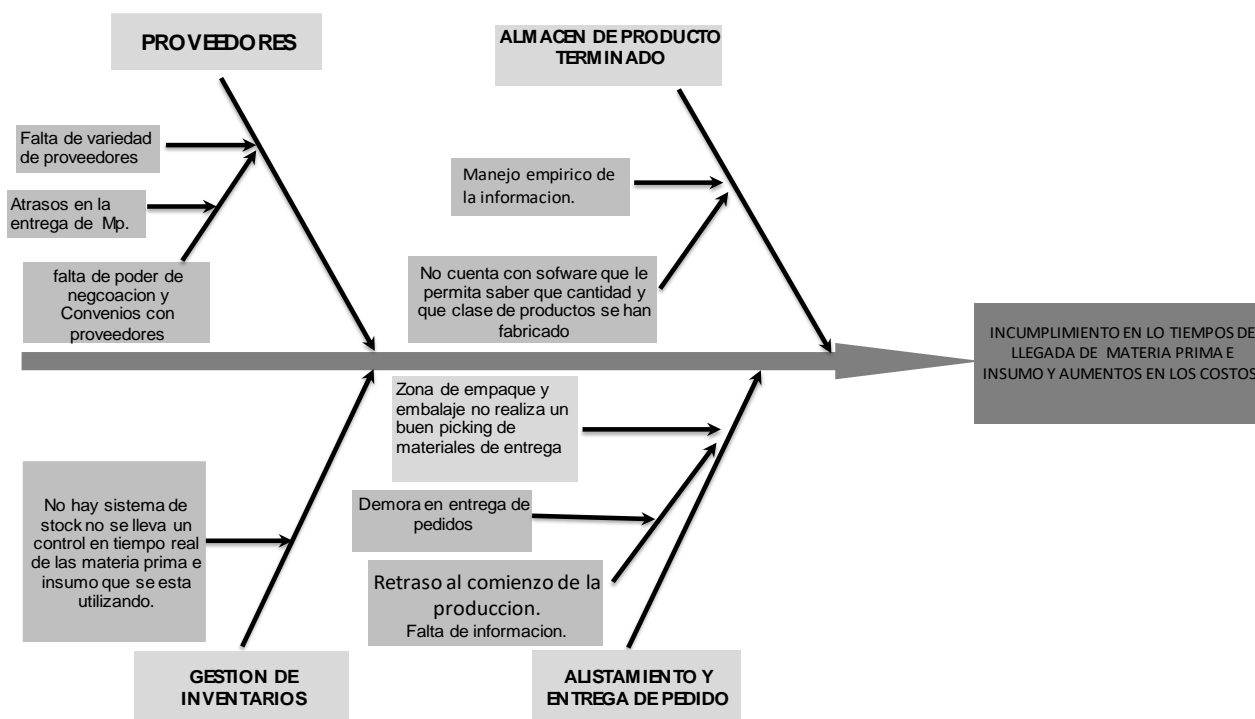 PROVEEDORES
ALMACEN DE PRODUCTO
TERMINADO
Falta de variedad
de proveedores
Atrasos en la
entrega de Mp.
falta de poder de
negcoacion y
Convenios con
proveedores
Manejo empirico de
la informacion.
No cuenta con sofware que le
permita saber que cantidad y
que clase de productos se han
fabricado
INCUMPLIMIENTO EN LO TIEMPOS DE
LLEGADA DE MATERIA PRIMA E
INSUMO Y AUMENTOS EN LOS COSTOS
Zona de empaque y
embalaje no realiza un
buen picking de
materiales de entrega
No hay sistema de
stock no se lleva un
control en tiempo real
de las materia prima e
insumo que se esta
utilizando.
Demora en entrega de
pedidos
Retraso al comienzo de la
produccion.
Falta de informacion.
GESTION DE
INVENTARIOS
ALISTAMIENTO Y
ENTREGA DE PEDIDO